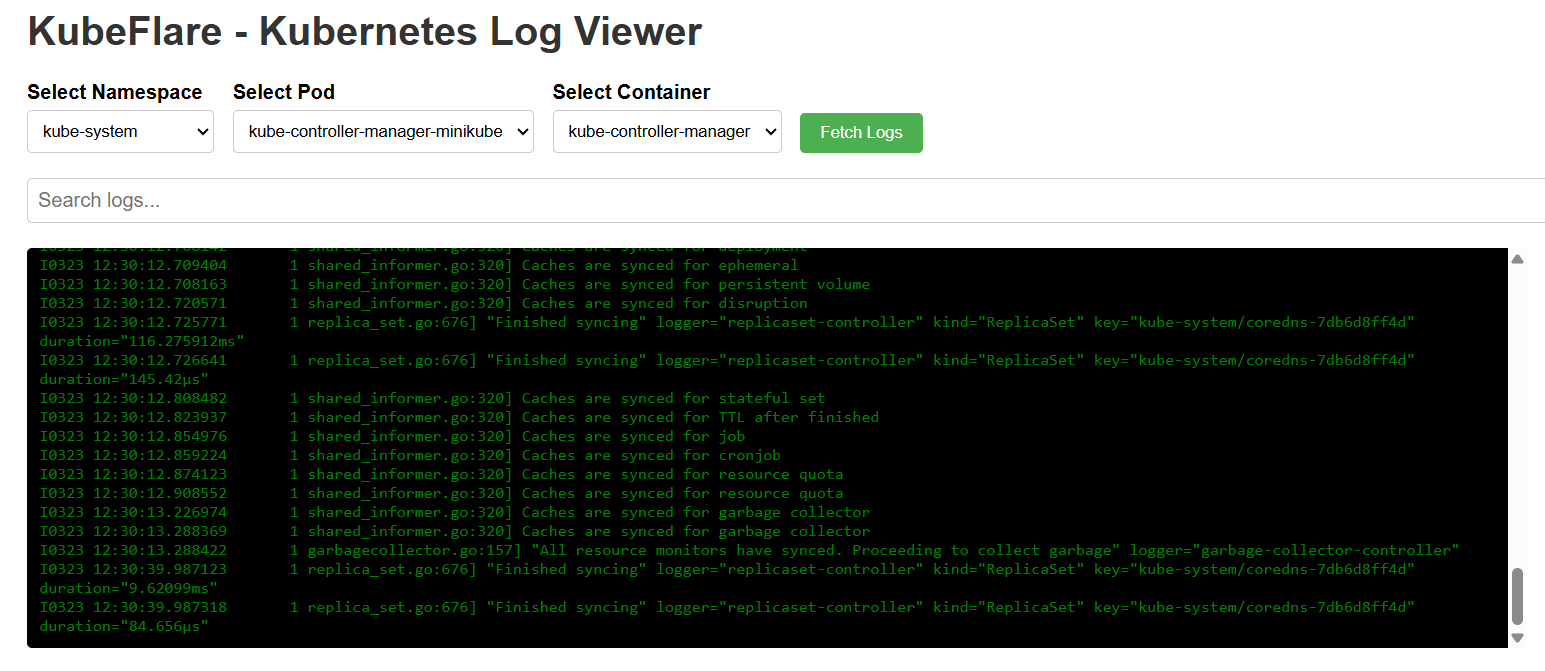 KubeFlare - Kubernetes Log Viewer
Select Namespace Select Pod Select Container
kube-system kube-controller-manager-minikube kube-controller-manager Fetch Logs
Search logs...
I0323 12:30:12.708142 1 shared_informer.go:320] Caches are synced for deployment
I0323 12:30:12.709404 1 shared_informer.go:320] Caches are synced for ephemeral
I0323 12:30:12.708163 1 shared_informer.go:320] Caches are synced for persistent volume
I0323 12:30:12.720571 1 shared_informer.go:320] Caches are synced for disruption
I0323 12:30:12.725771 1 replica_set.go:676] "Finished syncing" logger="replicaset-controller" kind="ReplicaSet" key="kube-system/coredns-7db6d8ff4d"
duration="116.275912ms"
I0323 12:30:12.726641 1 replica_set.go:676] "Finished syncing" logger="replicaset-controller" kind="ReplicaSet" key="kube-system/coredns-7db6d8ff4d"
duration="145.42µs"
I0323 12:30:12.808482 1 shared_informer.go:320] Caches are synced for stateful set
I0323 12:30:12.823937 1 shared_informer.go:320] Caches are synced for TTL after finished
I0323 12:30:12.854976 1 shared_informer.go:320] Caches are synced for job
I0323 12:30:12.859224 1 shared_informer.go:320] Caches are synced for cronjob
I0323 12:30:12.874123 1 shared_informer.go:320] Caches are synced for resource quota
I0323 12:30:12.908552 1 shared_informer.go:320] Caches are synced for resource quota
I0323 12:30:13.226974 1 shared_informer.go:320] Caches are synced for garbage collector
I0323 12:30:13.288369 1 shared_informer.go:320] Caches are synced for garbage collector
I0323 12:30:13.288422 1 garbagecollector.go:157] "All resource monitors have synced. Proceeding to collect garbage" logger="garbage-collector-controller"
I0323 12:30:39.987123 1 replica_set.go:676] "Finished syncing" logger="replicaset-controller" kind="ReplicaSet" key="kube-system/coredns-7db6d8ff4d"
duration="9.62099ms"
I0323 12:30:39.987318 1 replica_set.go:676] "Finished syncing" logger="replicaset-controller" kind="ReplicaSet" key="kube-system/coredns-7db6d8ff4d"
duration="84.656µs"